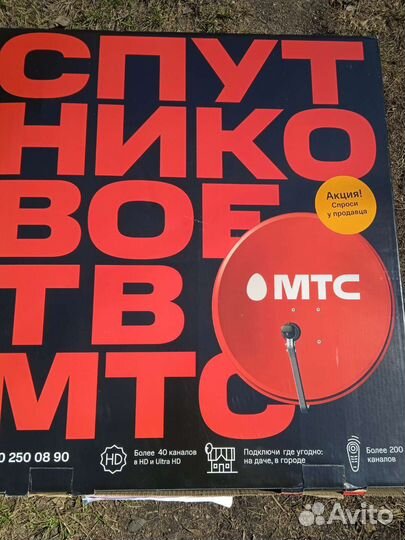 СПУТ
НИКО
ВОЕ
ТВ
МТС
Акция!
Спроси
у продавца
МТС
0 250 08 90
HD
Более 40 каналов
в HD и Ultra HD
Подключи где угодно:
на даче, в городе
Более 200
каналов
Avito